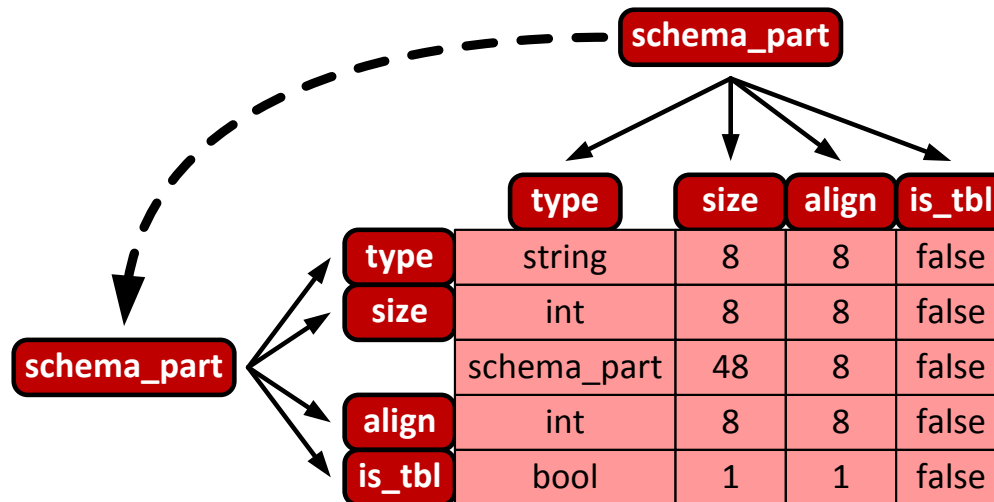 schema_part
type size align is_tbl
type string 8 8 false
size int 8 8 false
schema_part schema_part 48 8 false
align int 8 8 false
is_tbl bool 1 1 false